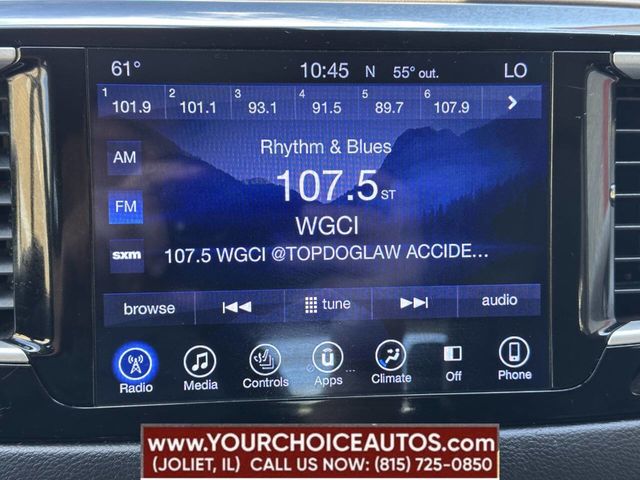 61° 10:45 N 55° out. LO
1 101.9 2 101.1 3 93.1 4 91.5 5 89.7 6 107.9
Rhythm & Blues
AM
107.5 ST
FM
WGCI
sxm
107.5 WGCI @TOPDOGLAW ACCIDE...
browse tune audio
Radio Media Controls Apps Climate Off Phone
www.YOURCHOICEAUTOS.COM
(JOLIET, IL) CALL US NOW: (815) 725-0850